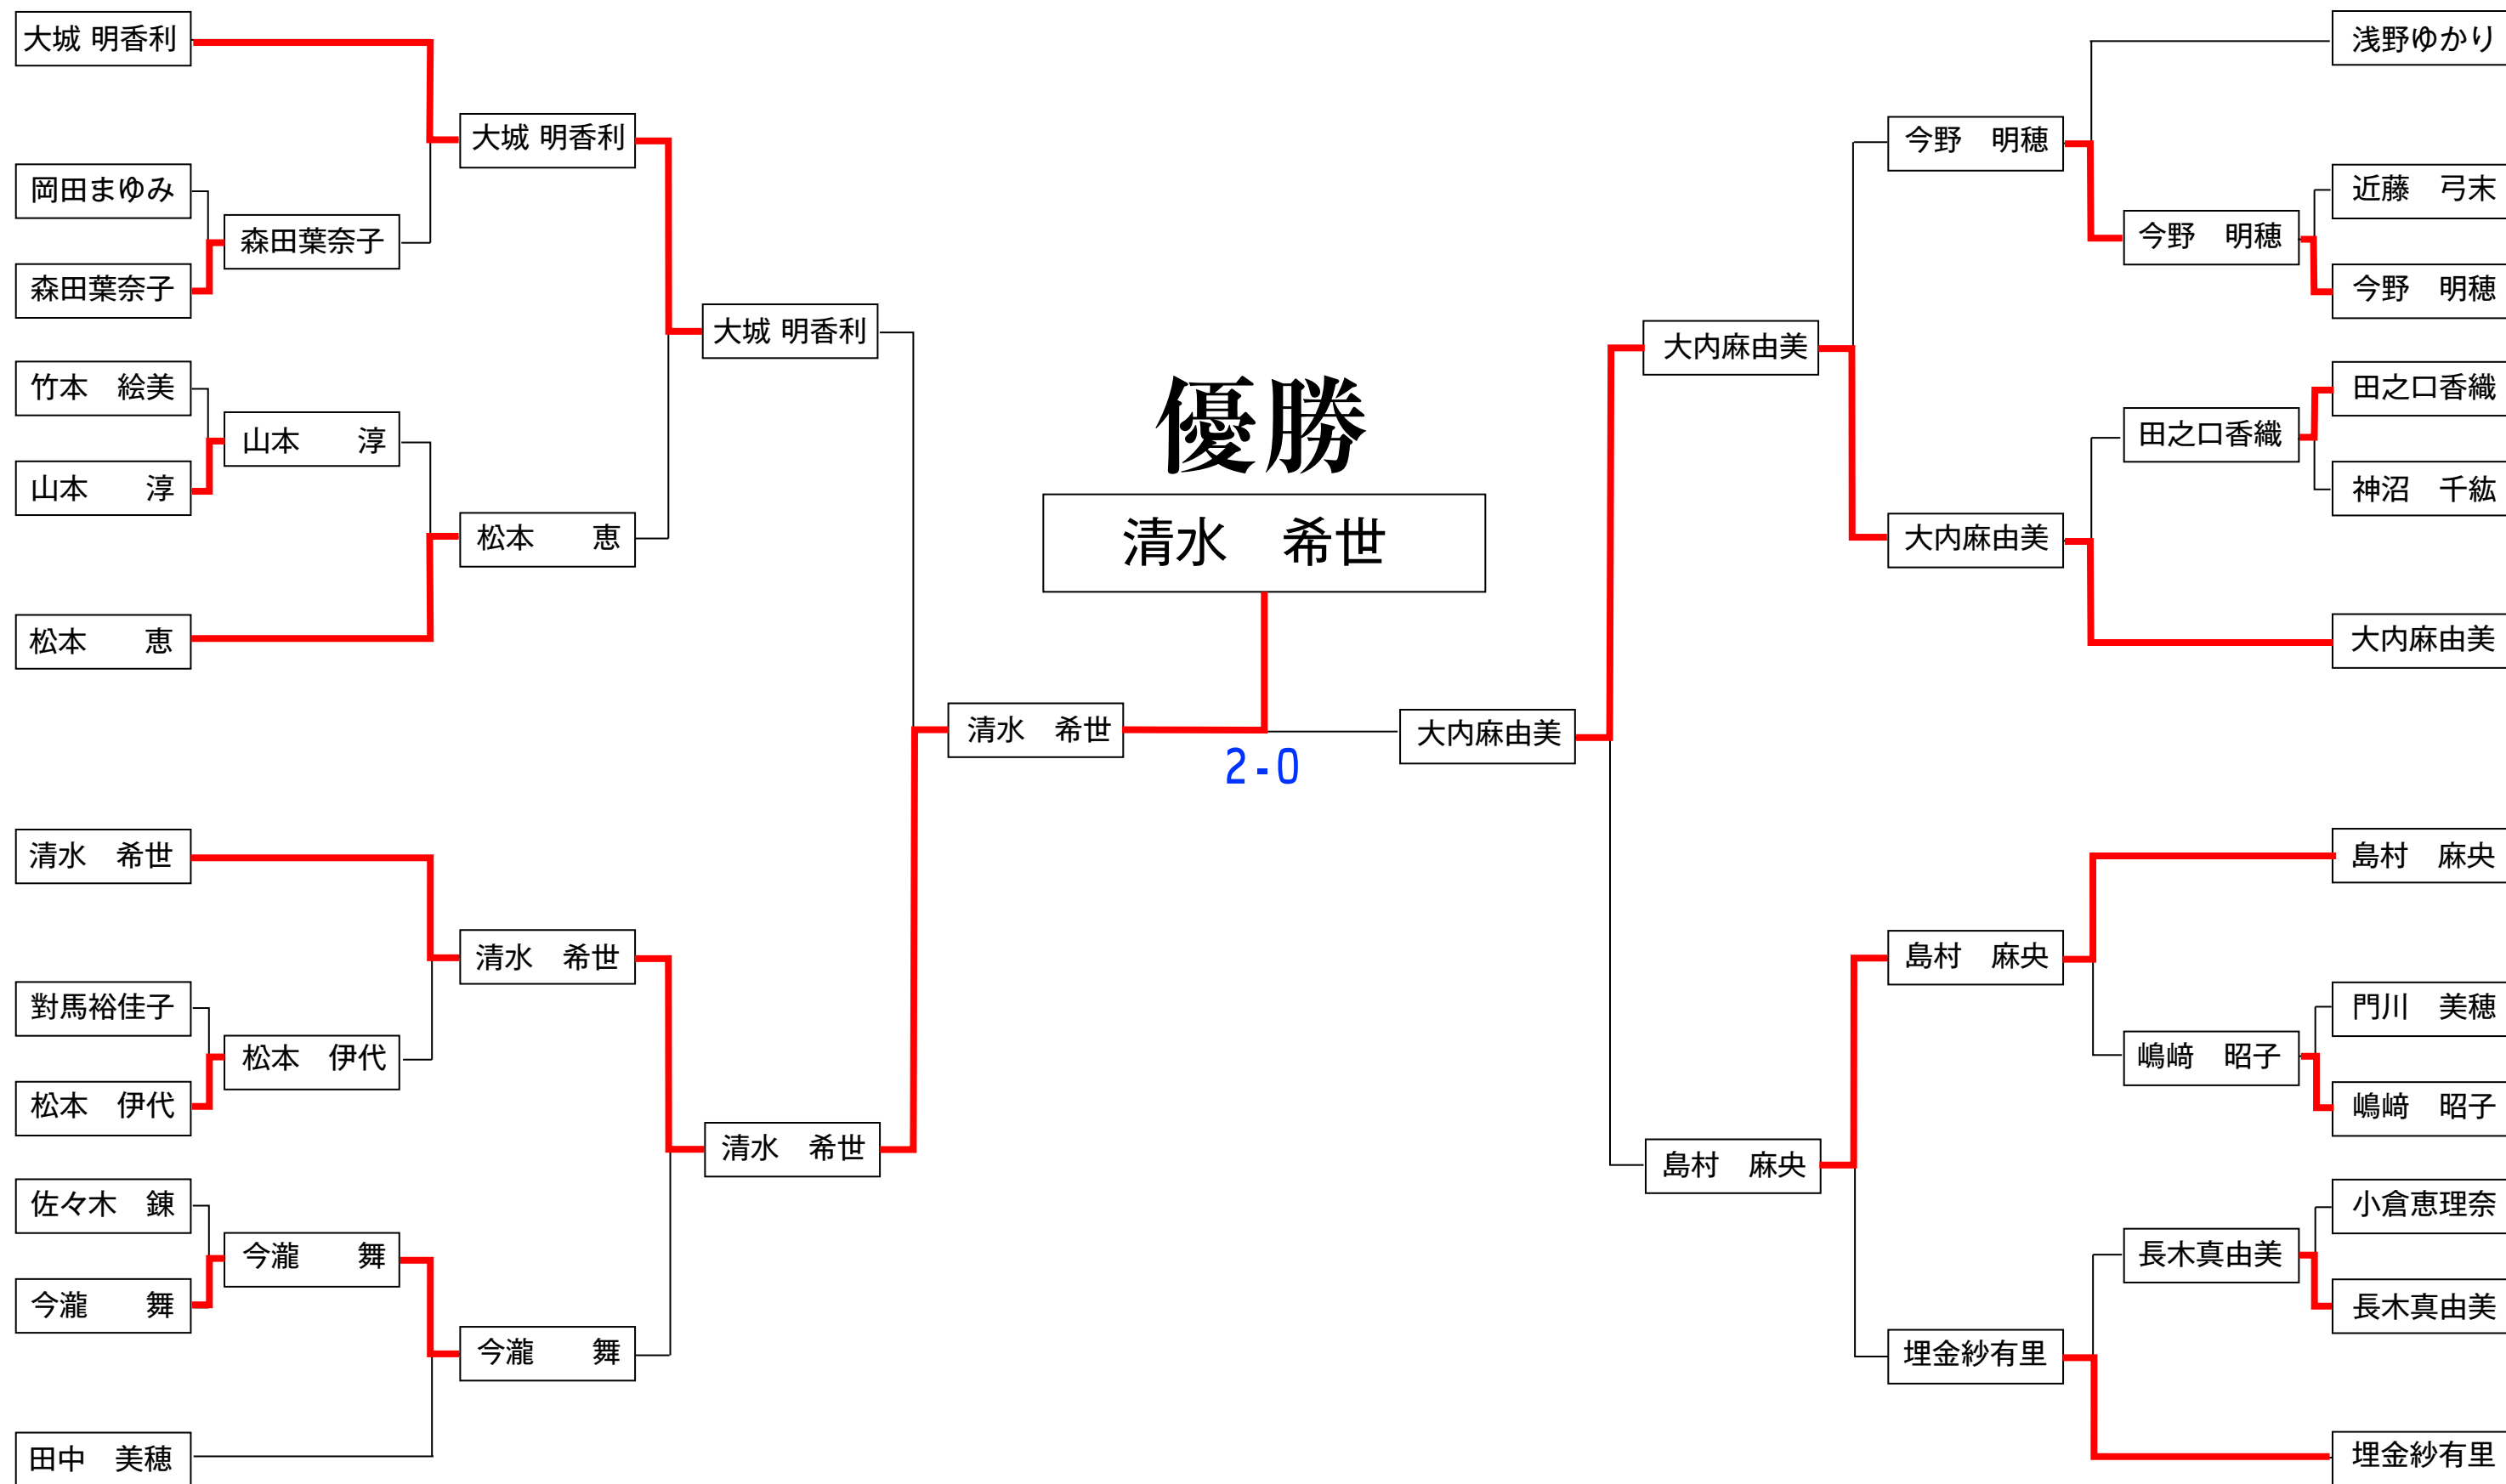 大城 明香利
岡田まゆみ
森田葉奈子
竹本　絵美
山本　　淳
松本　　恵
清水　希世
對馬裕佳子
松本　伊代
佐々木　錬
今瀧　　舞
田中　美穂
森田葉奈子
山本　　淳
松本　伊代
今瀧　　舞
大城 明香利
松本　　恵
清水　希世
今瀧　　舞
大城 明香利
清水　希世
清水　希世
優勝
清水　希世
2-0
大内麻由美
大内麻由美
島村　麻央
今野　明穂
大内麻由美
島村　麻央
埋金紗有里
今野　明穂
田之口香織
嶋﨑　昭子
長木真由美
浅野ゆかり
近藤　弓末
今野　明穂
田之口香織
神沼　千紘
大内麻由美
島村　麻央
門川　美穂
嶋﨑　昭子
小倉恵理奈
長木真由美
埋金紗有里